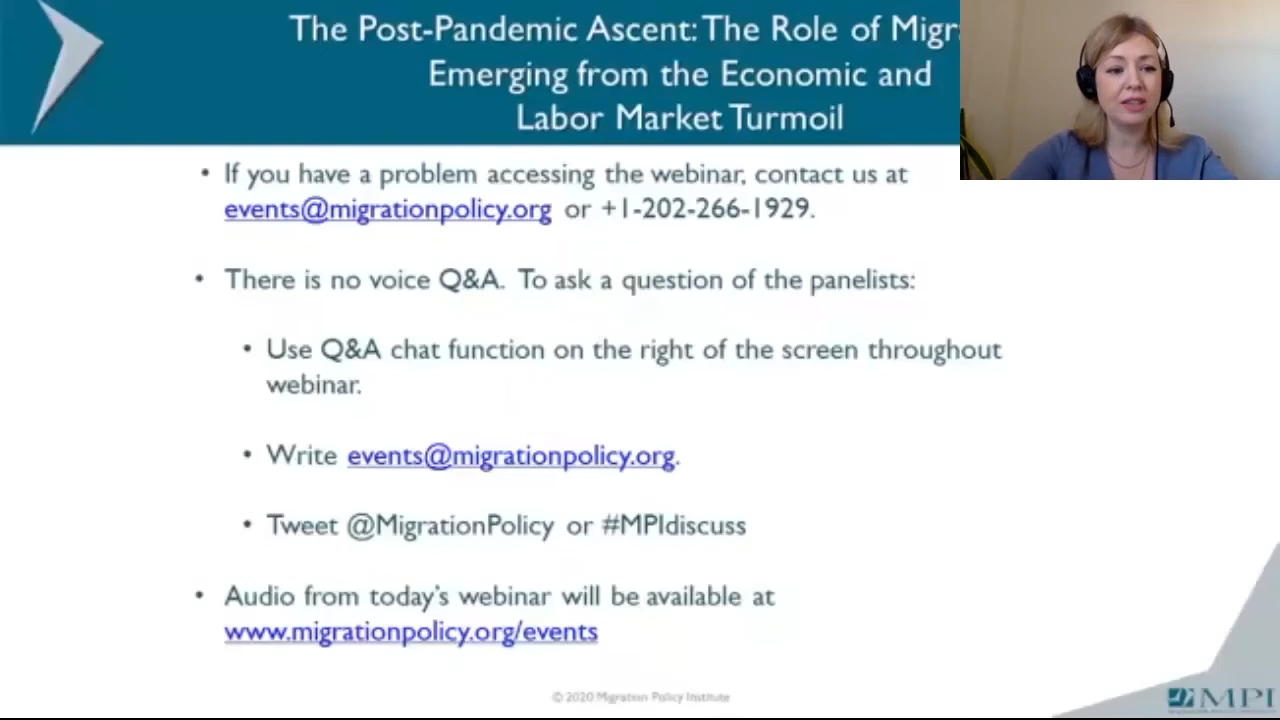 The Post-Pandemic Ascent: The Role of Migr
Emerging from the Economic and
Labor Market Turmoil
• If you have a problem accessing the webinar, contact us at
events@migrationpolicy.org or +1-202-266-1929.
• There is no voice Q&A. To ask a question of the panelists:
• Use Q&A chat function on the right of the screen throughout
webinar.
• Write events@migrationpolicy.org.
• Tweet @MigrationPolicy or #MPIdiscuss
• Audio from today's webinar will be available at
www.migrationpolicy.org/events
© 2020 Migration Policy Institute
MPI